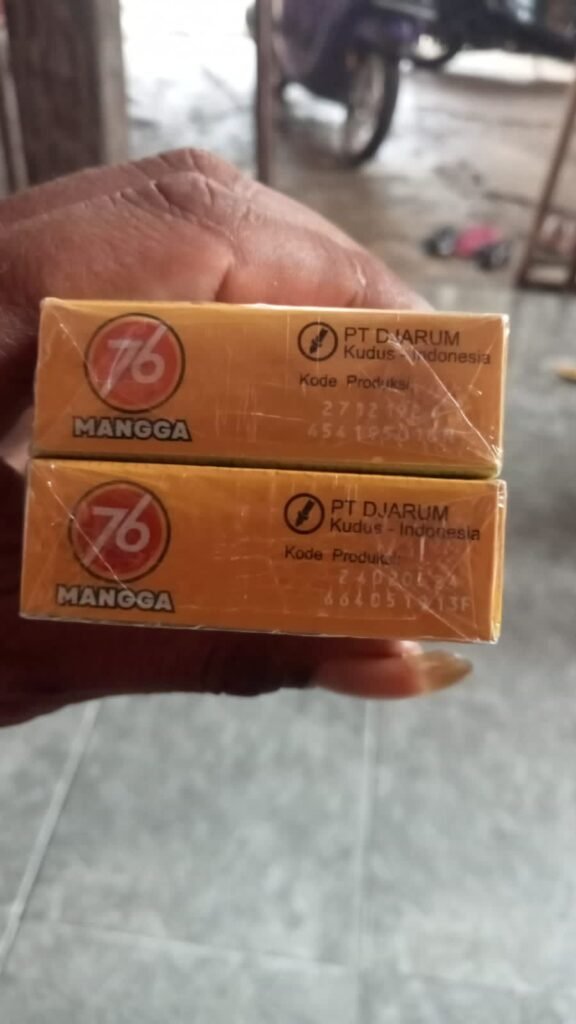 76
MANGGA
PT DJARUM
Kudus - Indonesia
Kode Produksi:
76
MANGGA
PT DJARUM
Kudus - Indonesia
Kode Produksi: